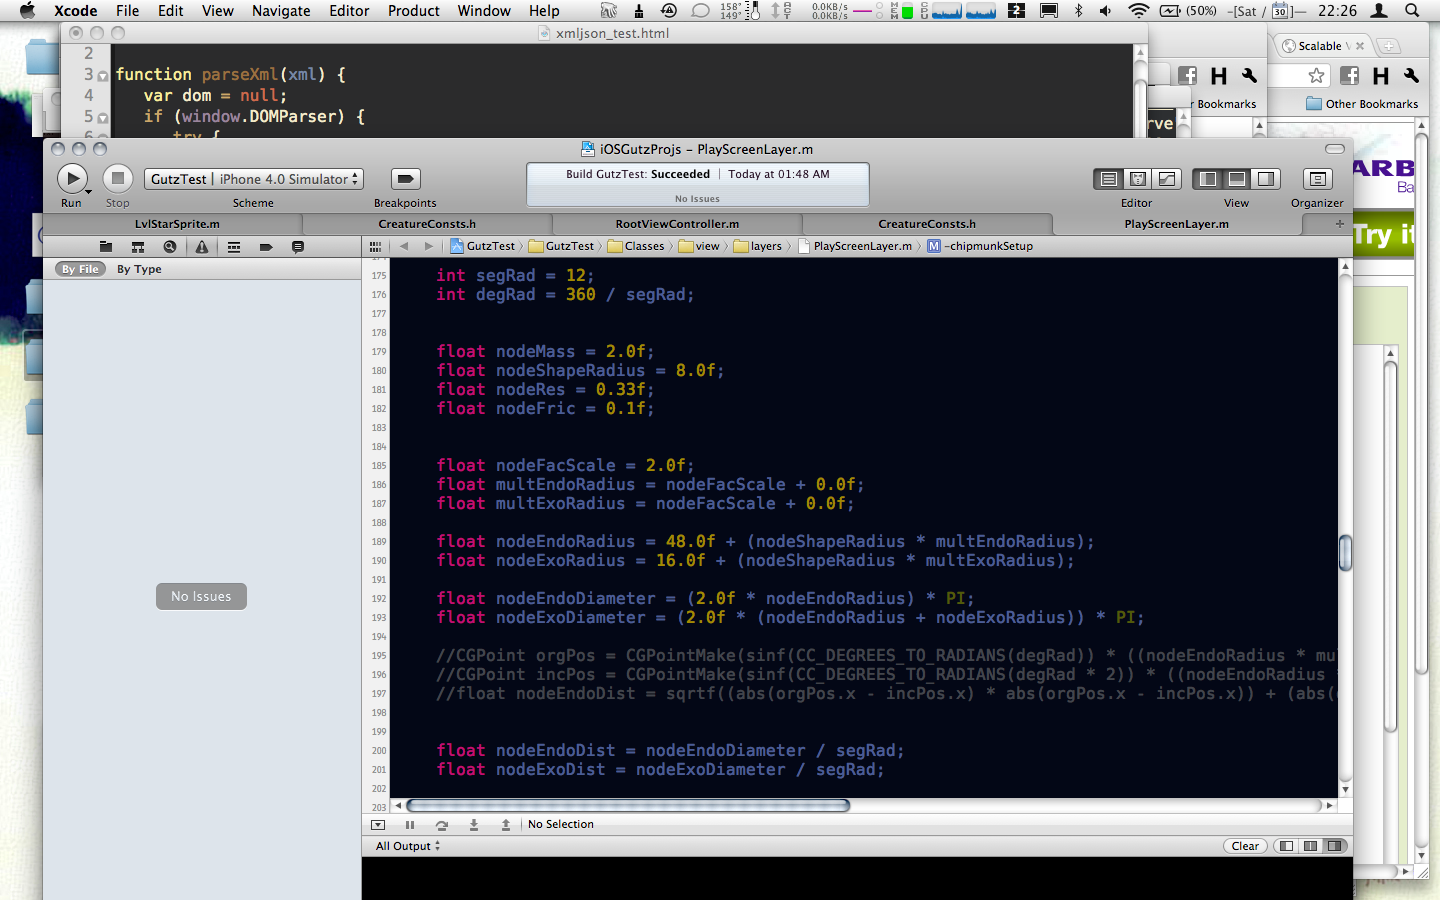 Xcode File Edit View Navigate Editor Product Window Help 158° 149° 0.0KB/s 0.0KB/s MEM CPU 2 (50%) -[Sat / 30]— 22:26
xmljson_test.html
Scalable
2
3 function parseXml(xml) {
4 var dom = null;
5 if (window.DOMParser) {
6 try {
Other Bookmarks
r Bookmarks
rve
ARB
Ba
Try it
iOSGutzProjs – PlayScreenLayer.m
GutzTest | iPhone 4.0 Simulator
Build GutzTest: Succeeded | Today at 01:48 AM
No Issues
Run Stop Scheme Breakpoints Editor View Organizer
LvlStarSprite.m CreatureConsts.h RootViewController.m CreatureConsts.h PlayScreenLayer.m +
GutzTest GutzTest Classes view layers PlayScreenLayer.m M -chipmunkSetup
By File By Type
No Issues
175 int segRad = 12;
176 int degRad = 360 / segRad;
177
178
179 float nodeMass = 2.0f;
180 float nodeShapeRadius = 8.0f;
181 float nodeRes = 0.33f;
182 float nodeFric = 0.1f;
183
184
185 float nodeFacScale = 2.0f;
186 float multEndoRadius = nodeFacScale + 0.0f;
187 float multExoRadius = nodeFacScale + 0.0f;
188
189 float nodeEndoRadius = 48.0f + (nodeShapeRadius * multEndoRadius);
190 float nodeExoRadius = 16.0f + (nodeShapeRadius * multExoRadius);
191
192 float nodeEndoDiameter = (2.0f * nodeEndoRadius) * PI;
193 float nodeExoDiameter = (2.0f * (nodeEndoRadius + nodeExoRadius)) * PI;
194
195 //CGPoint orgPos = CGPointMake(sinf(CC_DEGREES_TO_RADIANS(degRad)) * ((nodeEndoRadius * mu
196 //CGPoint incPos = CGPointMake(sinf(CC_DEGREES_TO_RADIANS(degRad * 2)) * ((nodeEndoRadius *
197 //float nodeEndoDist = sqrtf((abs(orgPos.x - incPos.x) * abs(orgPos.x - incPos.x)) + (abs(
198
199
200 float nodeEndoDist = nodeEndoDiameter / segRad;
201 float nodeExoDist = nodeExoDiameter / segRad;
202
203
No Selection
All Output
Clear